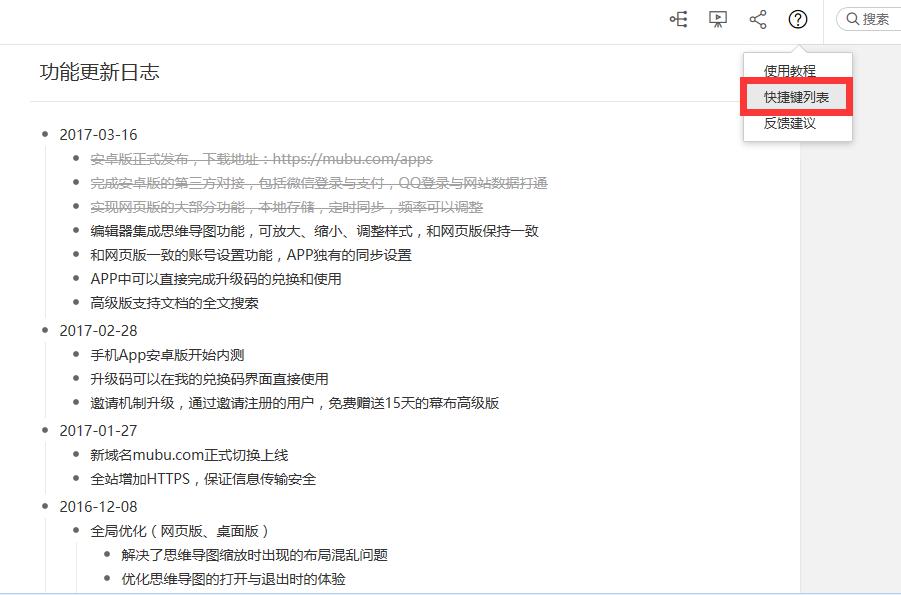 搜索
使用教程
快捷键列表
反馈建议
功能更新日志
2017-03-16
安卓版正式发布，下载地址：https://mubu.com/apps
完成安卓版的第三方对接，包括微信登录与支付，QQ登录与网站数据打通
实现网页版的大部分功能，本地存储，定时同步，频率可以调整
编辑器集成思维导图功能，可放大、缩小、调整样式，和网页版保持一致
和网页版一致的账号设置功能，APP独有的同步设置
APP中可以直接完成升级码的兑换和使用
高级版支持文档的全文搜索
2017-02-28
手机App安卓版开始内测
升级码可以在我的兑换码界面直接使用
邀请机制升级，通过邀请注册的用户，免费赠送15天的幕布高级版
2017-01-27
新域名mubu.com正式切换上线
全站增加HTTPS，保证信息传输安全
2016-12-08
全局优化（网页版、桌面版）
解决了思维导图缩放时出现的布局混乱问题
优化思维导图的打开与退出时的体验